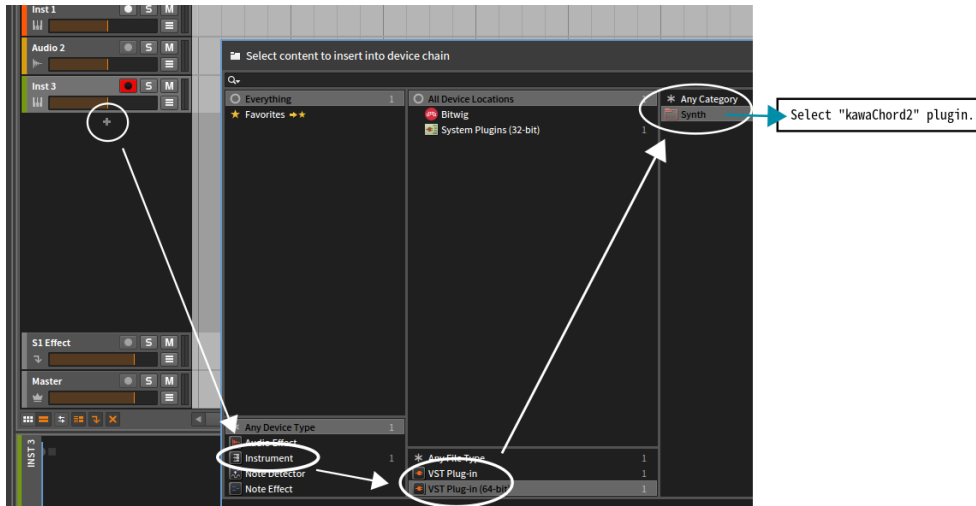 Inst 1
S M
Audio 2
S M
Inst 3
S M
Select content to insert into device chain
Everything 1
Favorites
All Device Locations 1
Bitwig
System Plugins (32-bit) 1
Any Category
Synth
Select "kawaChord2" plugin.
S1 Effect
S M
Master
S M
INST 3
Any Device Type 1
Audio Effect
Instrument 1
Note Detector
Note Effect
Any File Type 1
VST Plug-in 1
VST Plug-in (64-bit) 1